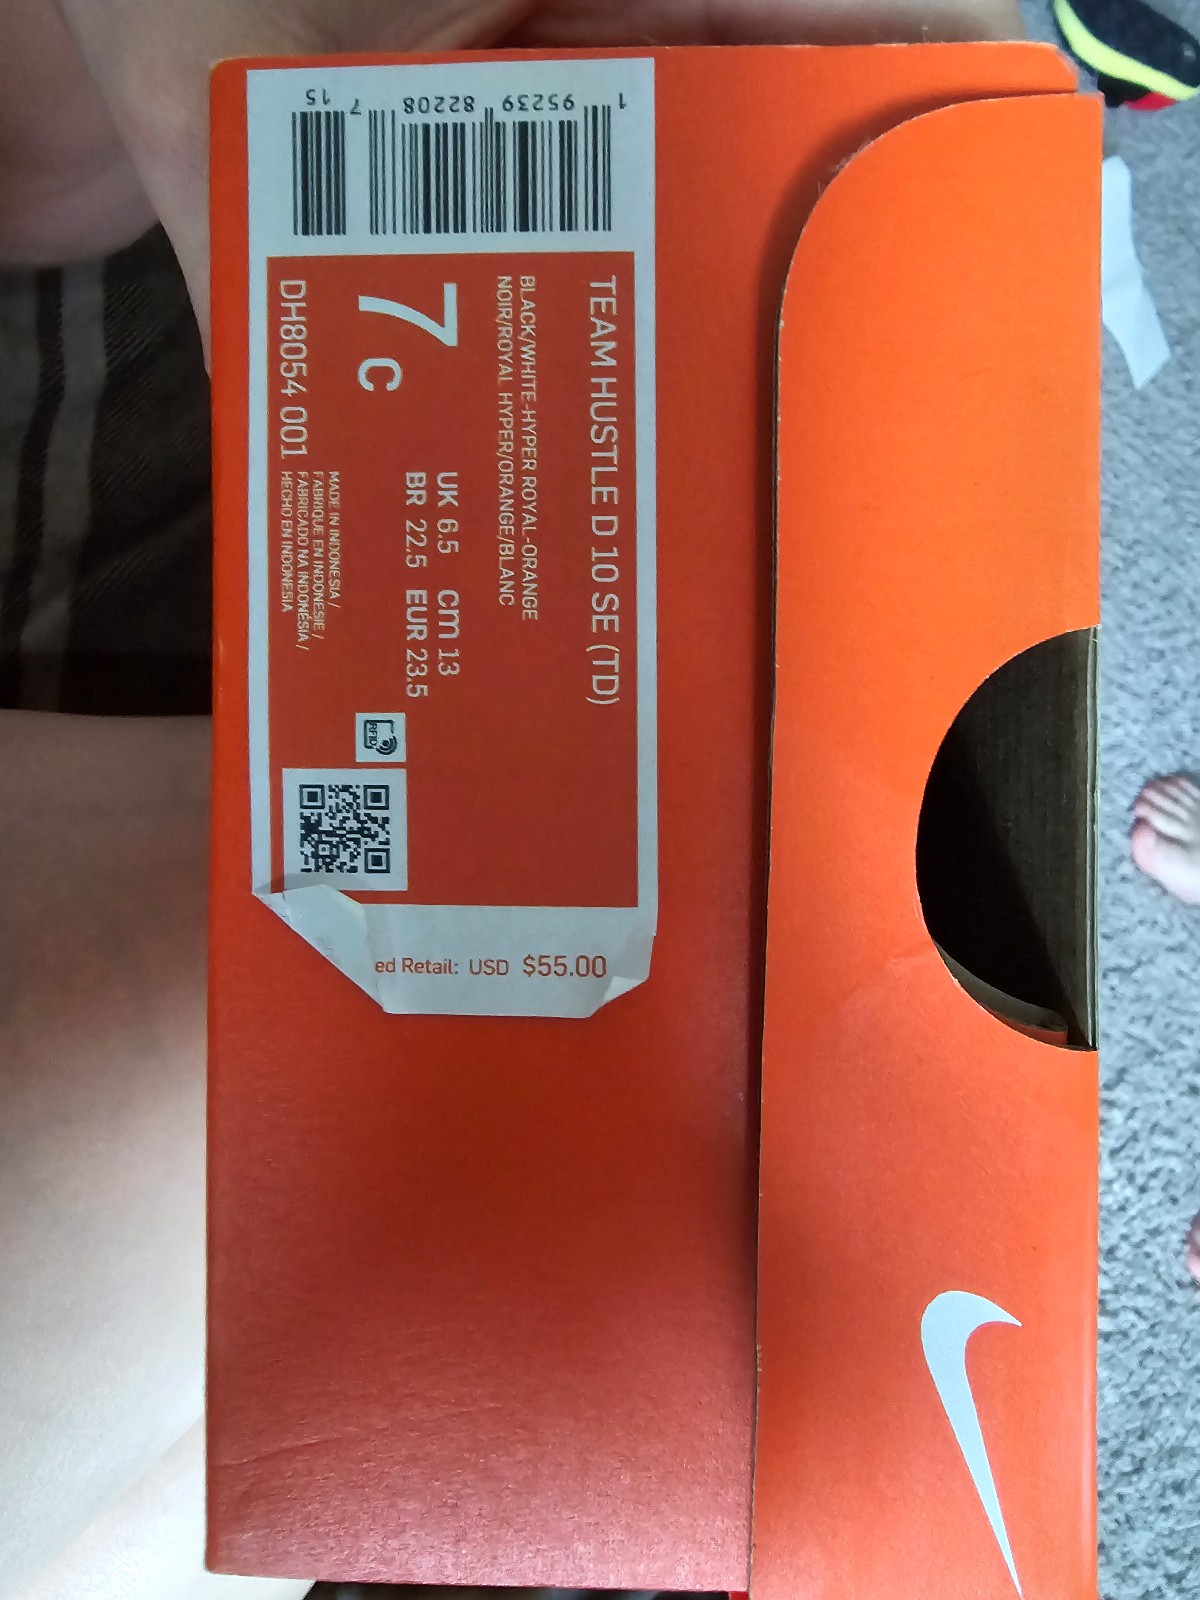 TEAM HUSTLE D 10 SE (TD)
BLACK/WHITE-HYPER ROYAL-ORANGE
NOIR/ROYAL HYPER/ORANGE/BLANC
7 C
UK 6.5 cm 13
BR 22.5 EUR 23.5
MADE IN INDONESIA /
FABRIQUE EN INDONESIE /
FABRICADO NA INDONÉSIA /
HECHO EN INDONESIA
DH8054 001
RFID
1 95239 82208 7 15
ed Retail: USD $55.00